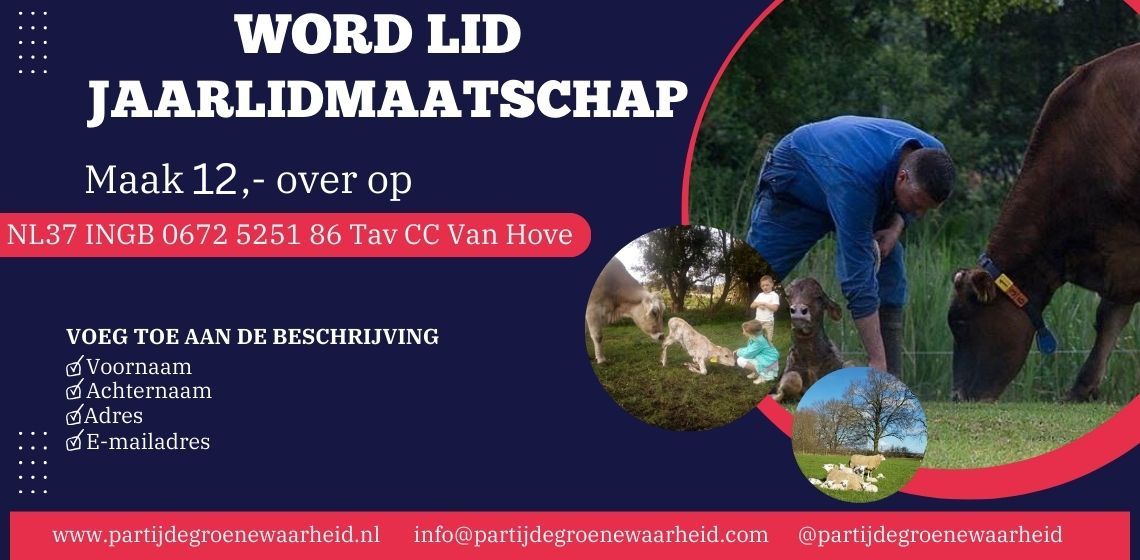 WORD LID
JAARLIDMAATSCHAP
Maak 12,- over op
NL37 INGB 0672 5251 86 Tav CC Van Hove
VOEG TOE AAN DE BESCHRIJVING
Voornaam
Achternaam
Adres
E-mailadres
www.partijdegroenewaarheid.nl info@partijdegroenewaarheid.com @partijdegroenewaarheid